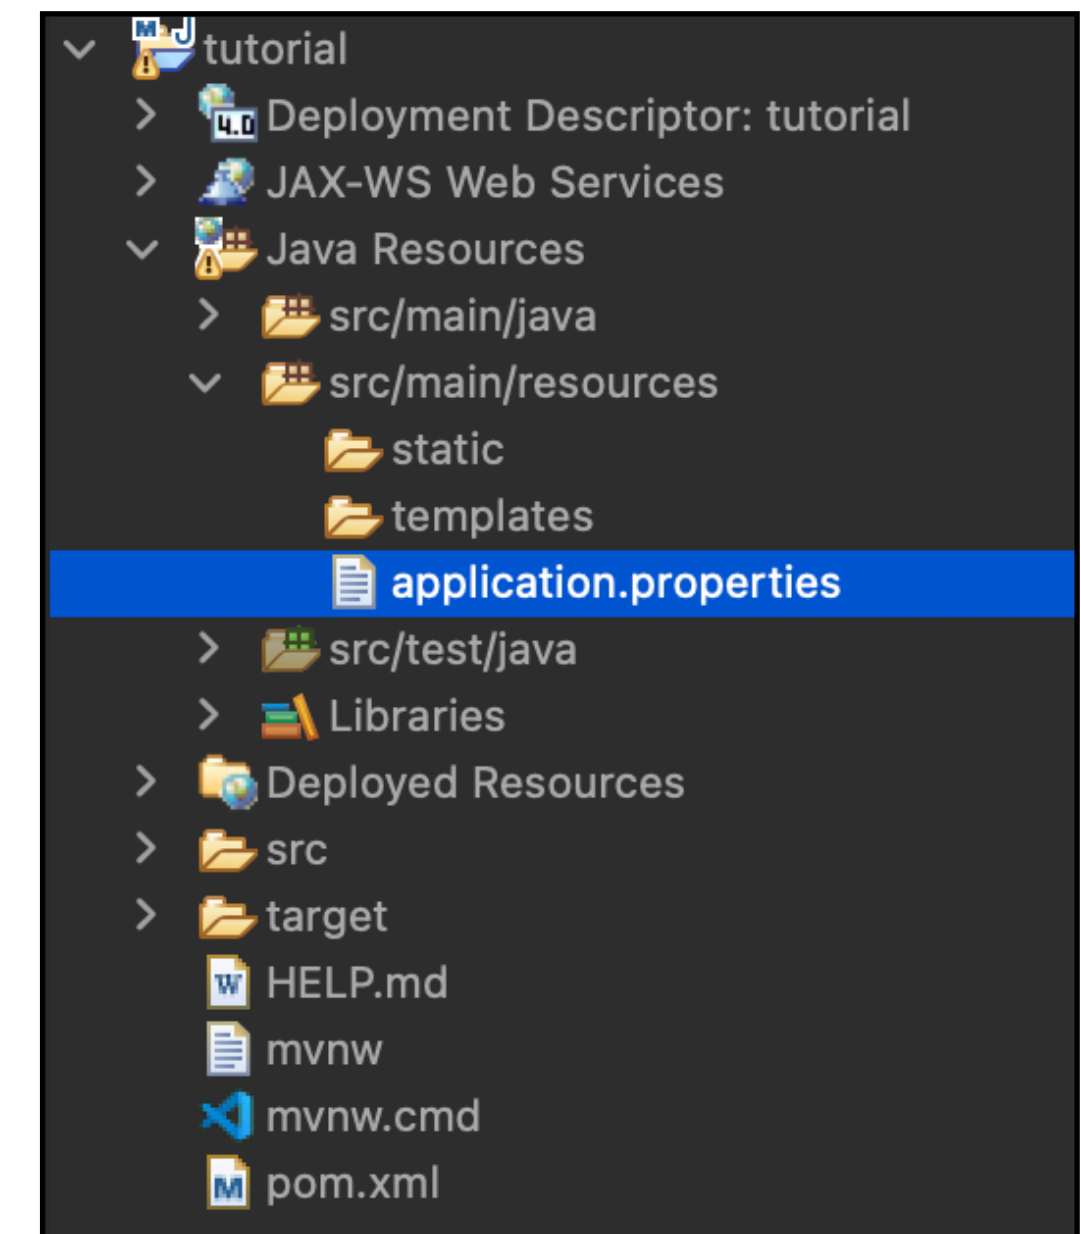 tutorial
Deployment Descriptor: tutorial
JAX-WS Web Services
Java Resources
src/main/java
src/main/resources
static
templates
application.properties
src/test/java
Libraries
Deployed Resources
src
target
HELP.md
mvnw
mvnw.cmd
pom.xml